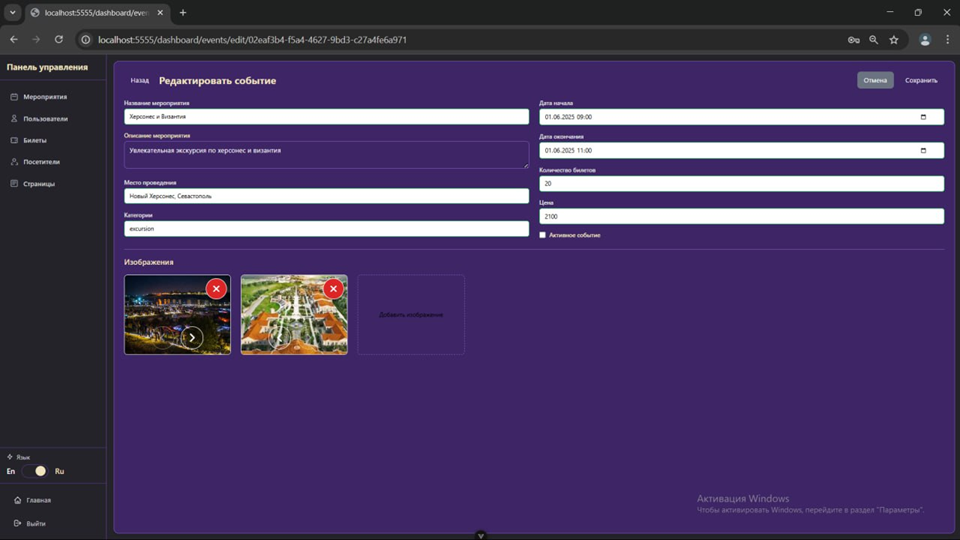 localhost:5555/dashboard/eve
localhost:5555/dashboard/events/edit/02eaf3b4-f5a4-4627-9bd3-c27a4fe6a971
Панель управления
Мероприятия
Пользователи
Билеты
Посетители
Страницы
Язык
En Ru
Главная
Выйти
Назад Редактировать событие Отмена Сохранить
Название мероприятия
Херсонес и Византия
Описание мероприятия
Увлекательная экскурсия по херсонес и византия
Место проведения
Новый Херсонес, Севастополь
Категории
excursion
Дата начала
01.06.2025 09:00
Дата окончания
01.06.2025 11:00
Количество билетов
20
Цена
2100
Активное событие
Изображения
Добавить изображение
Активация Windows
Чтобы активировать Windows, перейдите в раздел "Параметры".